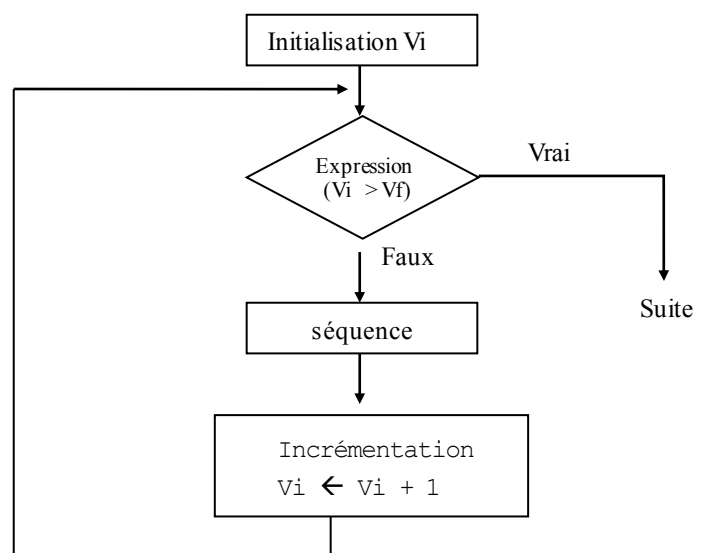 Initialisation Vi
Expression
(Vi > Vf)
Vrai
Faux
Suite
séquence
Incrémentation
Vi ← Vi + 1